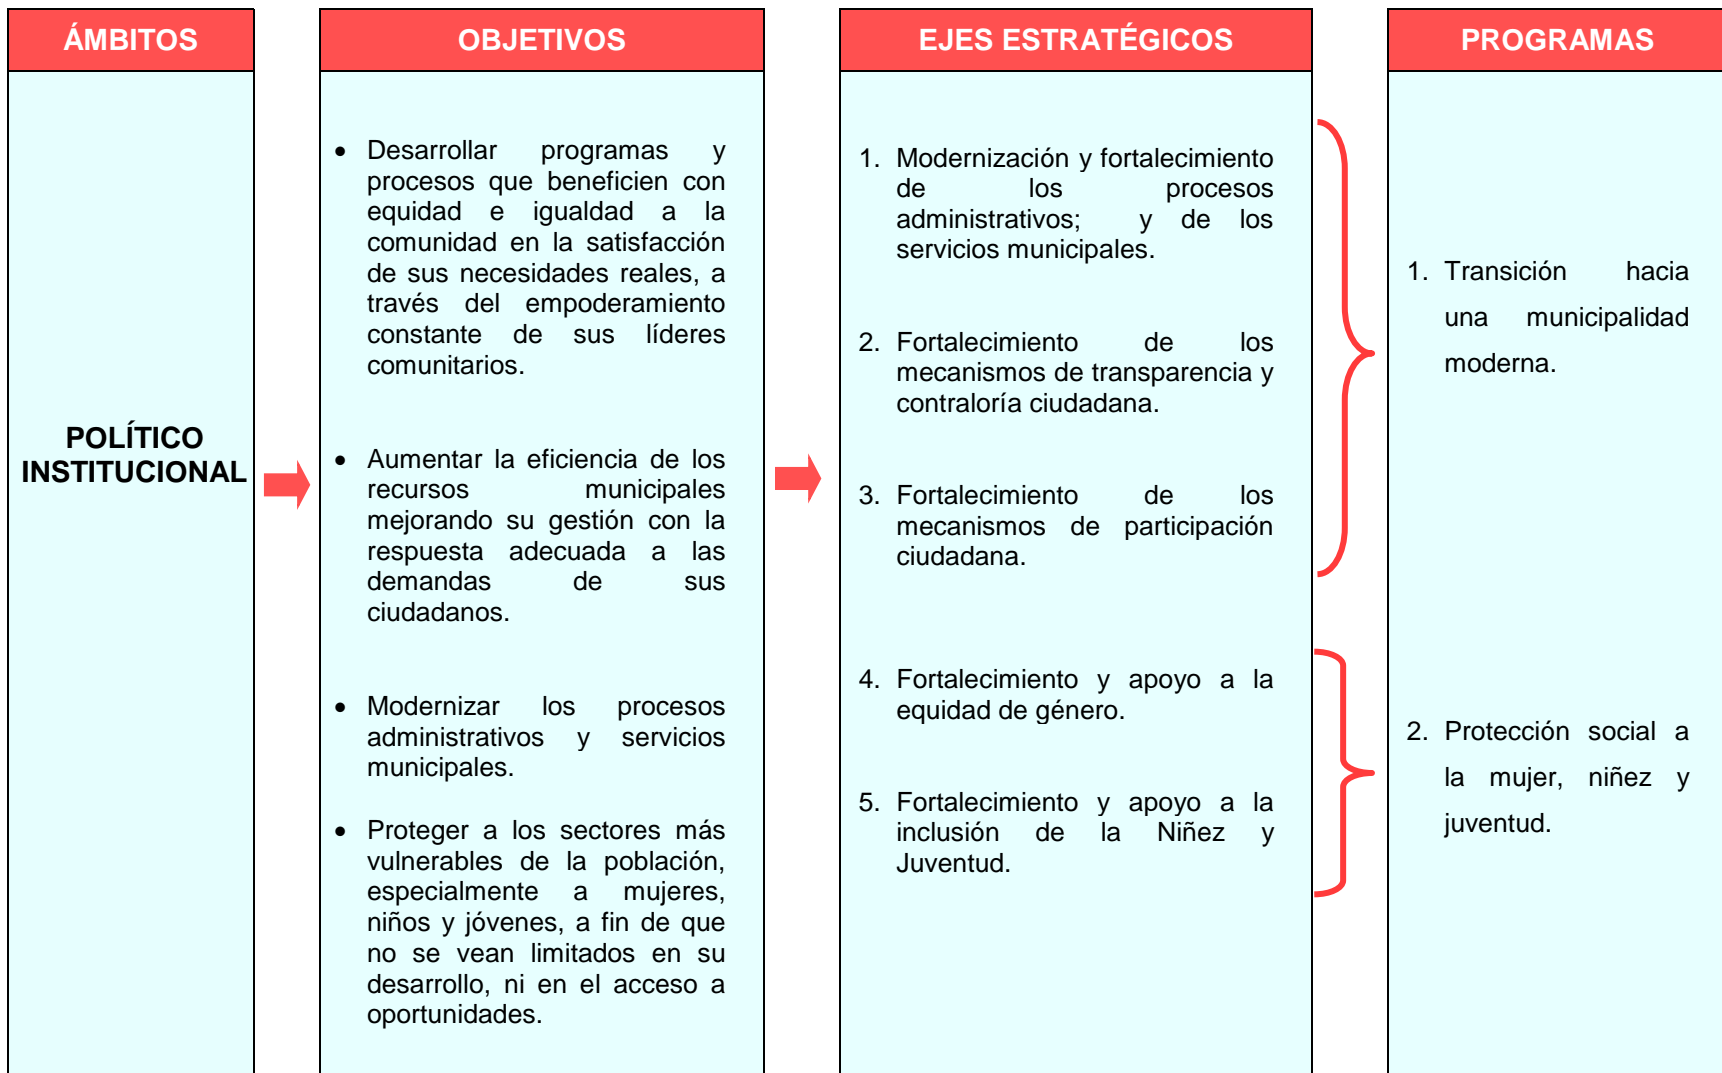 ÁMBITOS
POLÍTICO
INSTITUCIONAL
OBJETIVOS
• Desarrollar programas y
procesos que beneficien con
equidad e igualdad a la
comunidad en la satisfacción
de sus necesidades reales, a
través del empoderamiento
constante de sus líderes
comunitarios.
• Aumentar la eficiencia de los
recursos municipales
mejorando su gestión con la
respuesta adecuada a las
demandas de sus
ciudadanos.
• Modernizar los procesos
administrativos y servicios
municipales.
• Proteger a los sectores más
vulnerables de la población,
especialmente a mujeres,
niños y jóvenes, a fin de que
no se vean limitados en su
desarrollo, ni en el acceso a
oportunidades.
EJES ESTRATÉGICOS
1. Modernización y fortalecimiento
de los procesos
administrativos; y de los
servicios municipales.
2. Fortalecimiento de los
mecanismos de transparencia y
contraloría ciudadana.
3. Fortalecimiento de los
mecanismos de participación
ciudadana.
4. Fortalecimiento y apoyo a la
equidad de género.
5. Fortalecimiento y apoyo a la
inclusión de la Niñez y
Juventud.
PROGRAMAS
1. Transición hacia
una municipalidad
moderna.
2. Protección social a
la mujer, niñez y
juventud.